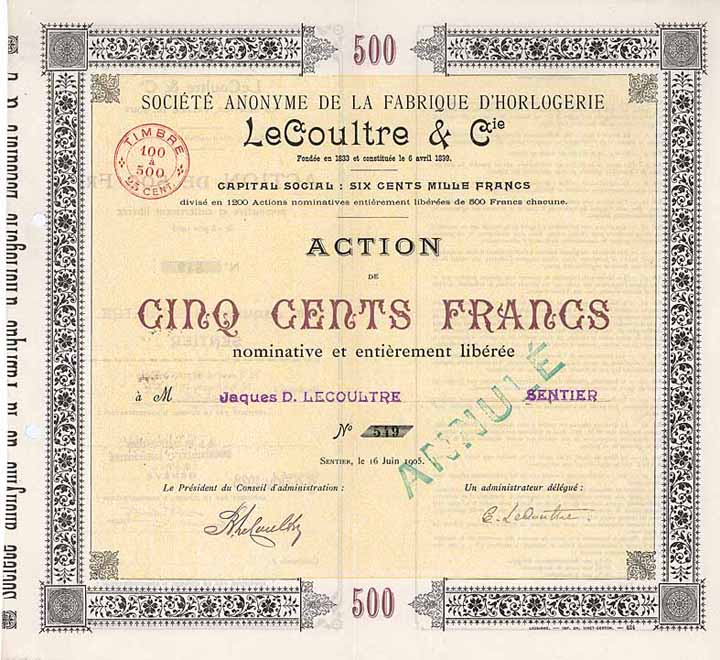 500
SOCIÉTÉ ANONYME DE LA FABRIQUE D'HORLOGERIE
LeCoultre & Cie
Fondée en 1833 et constituée le 6 avril 1899.
TIMBRE
100
à
500
25 CENT.
CAPITAL SOCIAL : SIX CENTS MILLE FRANCS
divisé en 1200 Actions nominatives entièrement libérées de 500 Francs chacune.
ACTION
DE
CINQ CENTS FRANCS
nominative et entièrement libérée
à M Jaques D. LECOULTRE SENTIER
No 549
ANNULÉ
SENTIER, le 16 Juin 1905.
Le Président du Conseil d'administration : Un administrateur délégué :
E. LeCoultre
500